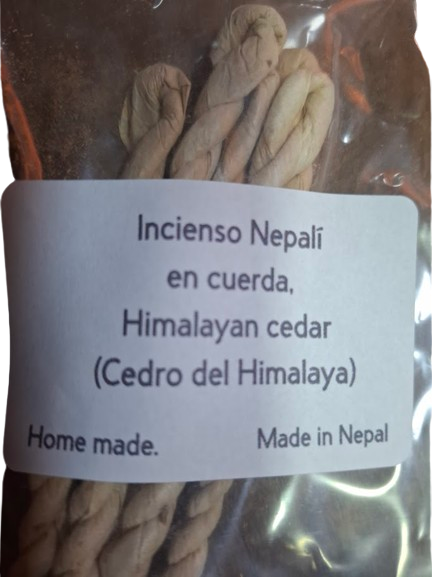 Incienso Nepalí
en cuerda,
Himalayan cedar
(Cedro del Himalaya)
Home made. Made in Nepal